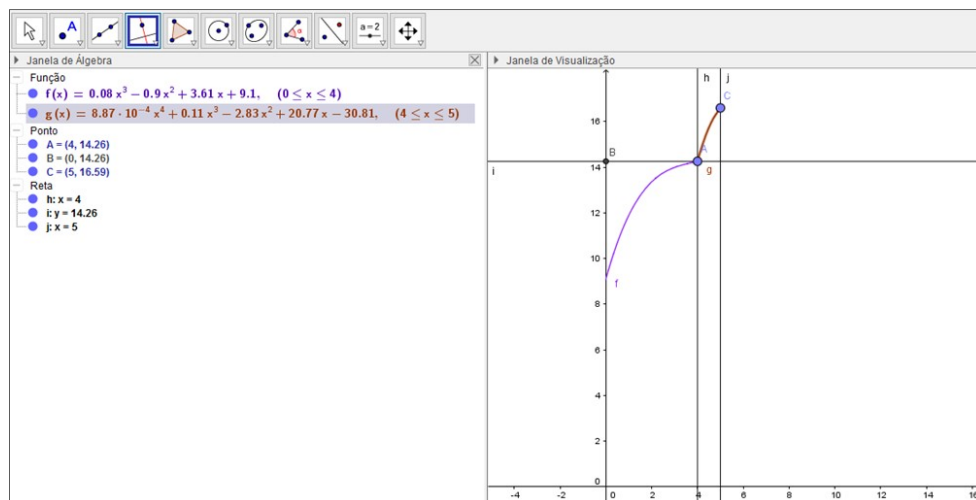 A
α
a=2
Janela de Álgebra
Função
f(x) = 0.08 x³ − 0.9 x² + 3.61 x + 9.1, (0 ≤ x ≤ 4)
g(x) = 8.87 · 10⁻⁴ x⁴ + 0.11 x³ − 2.83 x² + 20.77 x − 30.81, (4 ≤ x ≤ 5)
Ponto
A = (4, 14.26)
B = (0, 14.26)
C = (5, 16.59)
Reta
h: x = 4
i: y = 14.26
j: x = 5
Janela de Visualização
h j
C
16
B A
14
i g
12
10
f
8
6
4
2
0
-4 -2 0 2 4 6 8 10 12 14 16